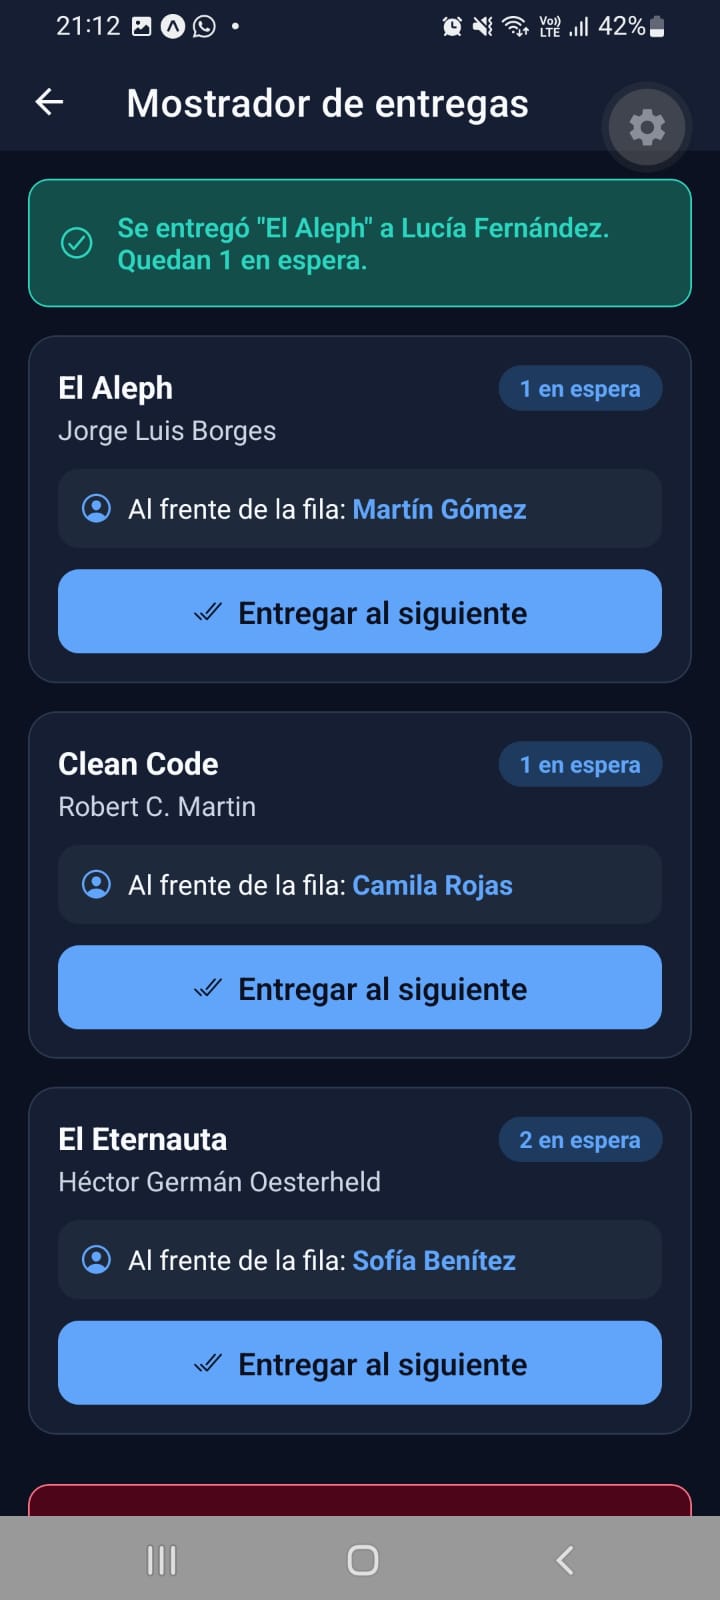 21:12
Vo)) LTE
42%
Mostrador de entregas
Se entregó "El Aleph" a Lucía Fernández.
Quedan 1 en espera.
El Aleph
1 en espera
Jorge Luis Borges
Al frente de la fila: Martín Gómez
Entregar al siguiente
Clean Code
1 en espera
Robert C. Martin
Al frente de la fila: Camila Rojas
Entregar al siguiente
El Eternauta
2 en espera
Héctor Germán Oesterheld
Al frente de la fila: Sofía Benítez
Entregar al siguiente